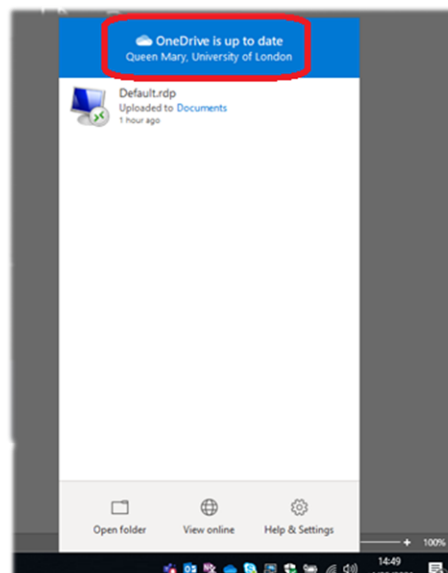 OneDrive is up to date
Queen Mary, University of London
Default.rdp
Uploaded to Documents
1 hour ago
Open folder
View online
Help & Settings
100%
14:49